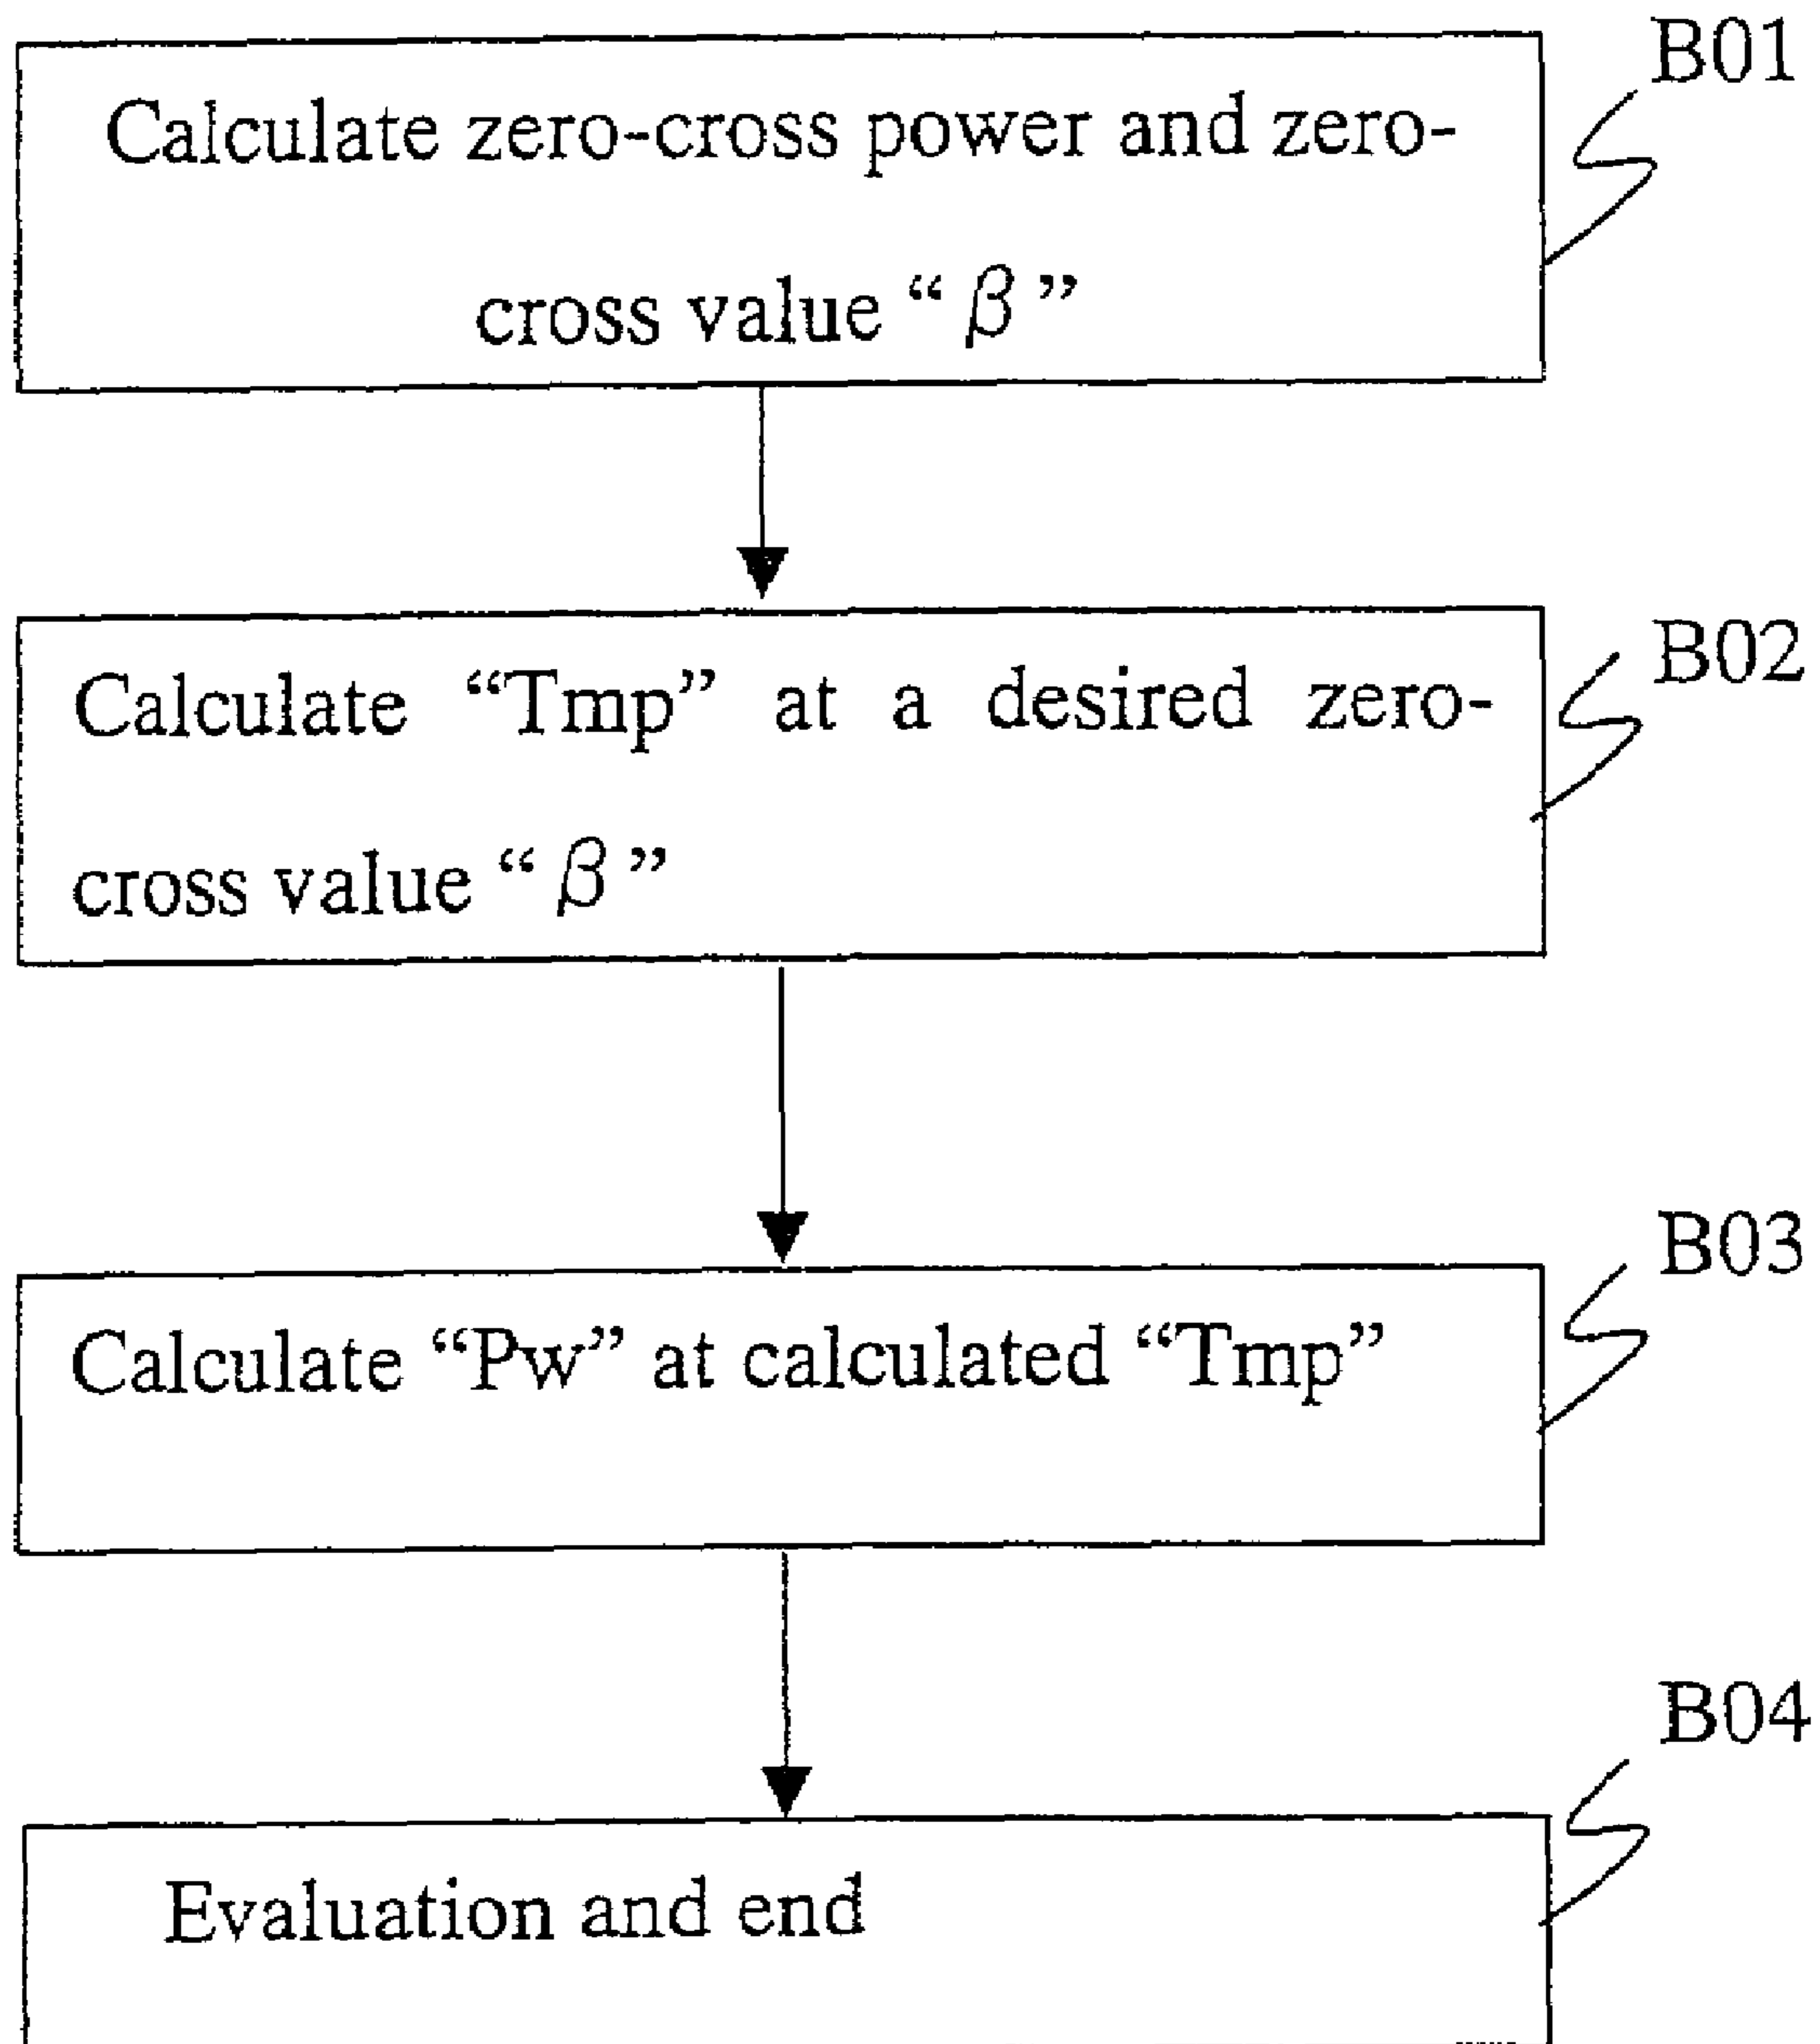 B01
Calculate zero-cross power and zero-
cross value “β”
B02
Calculate “Tmp” at a desired zero-
cross value “β”
B03
Calculate “Pw” at calculated “Tmp”
B04
Evaluation and end